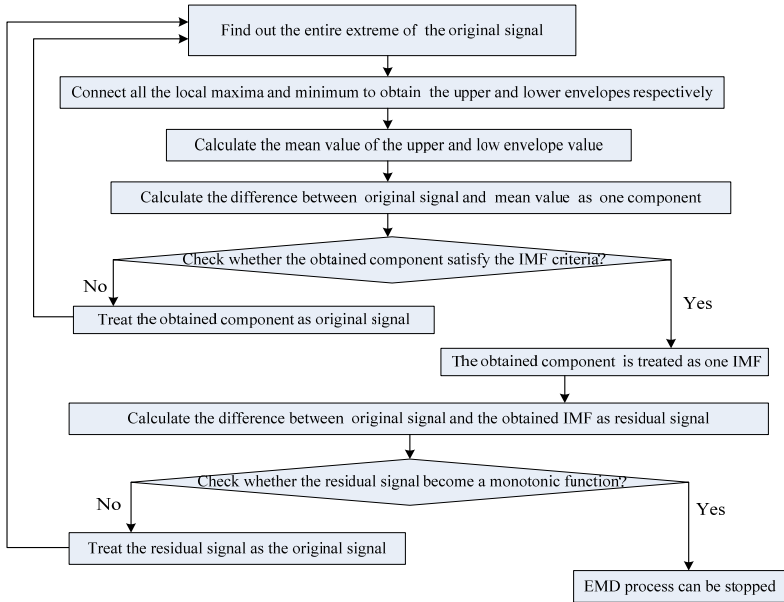 Find out the entire extreme of the original signal
Connect all the local maxima and minimum to obtain the upper and lower envelopes respectively
Calculate the mean value of the upper and low envelope value
Calculate the difference between original signal and mean value as one component
Check whether the obtained component satisfy the IMF criteria?
No
Yes
Treat the obtained component as original signal
The obtained component is treated as one IMF
Calculate the difference between original signal and the obtained IMF as residual signal
Check whether the residual signal become a monotonic function?
No
Yes
Treat the residual signal as the original signal
EMD process can be stopped